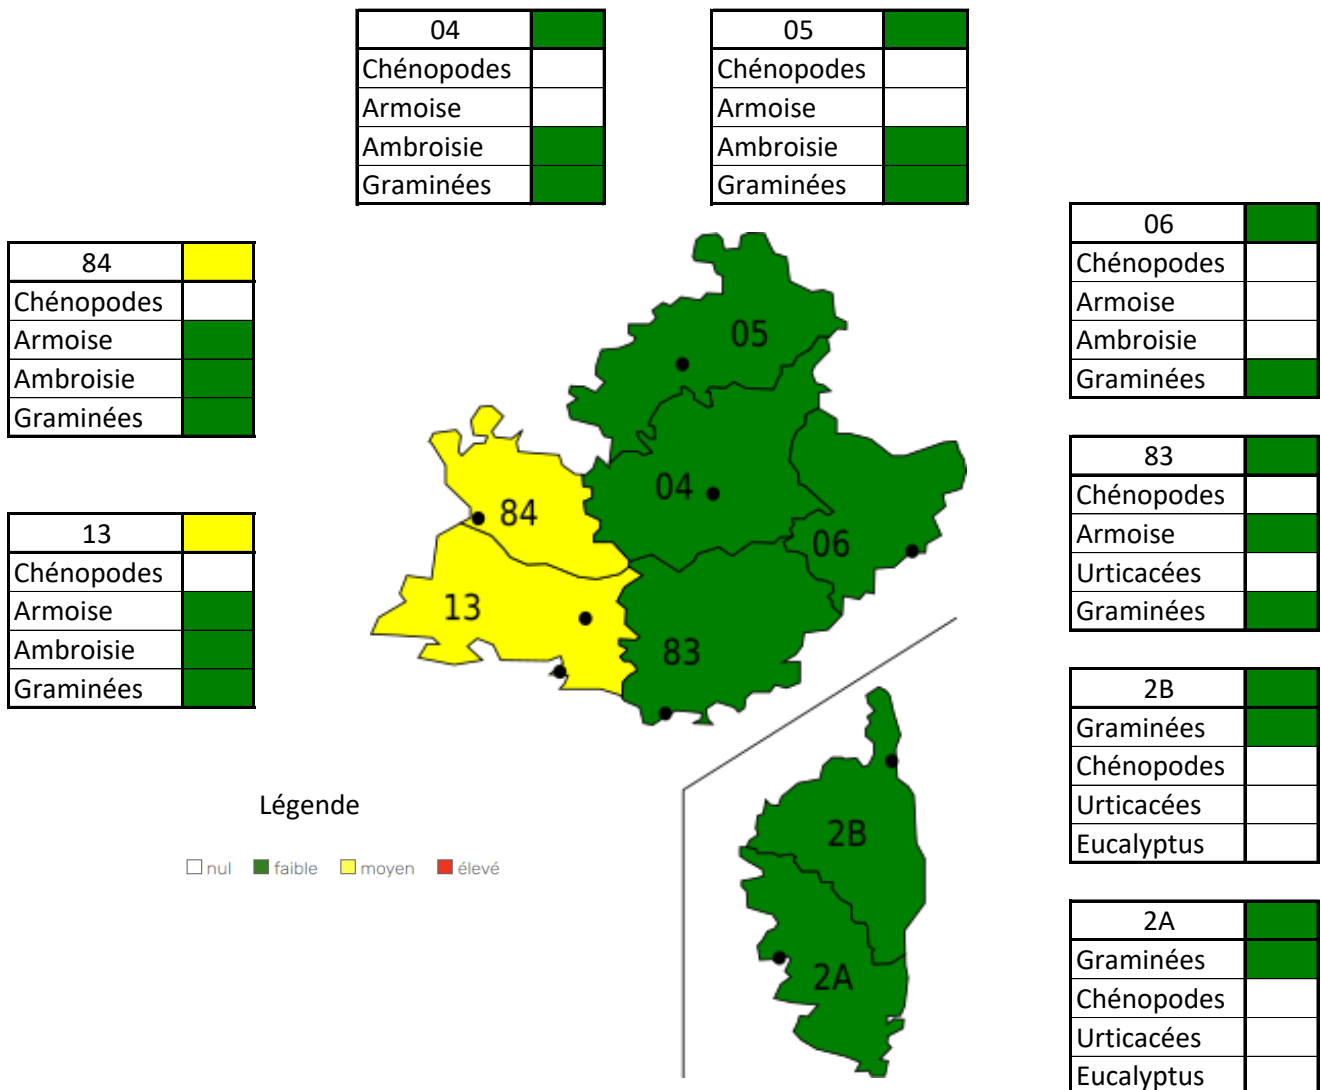 04
Chénopodes
Armoise
Ambroisie
Graminées
05
Chénopodes
Armoise
Ambroisie
Graminées
84
Chénopodes
Armoise
Ambroisie
Graminées
13
Chénopodes
Armoise
Ambroisie
Graminées
06
Chénopodes
Armoise
Ambroisie
Graminées
83
Chénopodes
Armoise
Urticacées
Graminées
2B
Graminées
Chénopodes
Urticacées
Eucalyptus
2A
Graminées
Chénopodes
Urticacées
Eucalyptus
05
04
84
06
13
83
2B
2A
Légende
nul faible moyen élevé